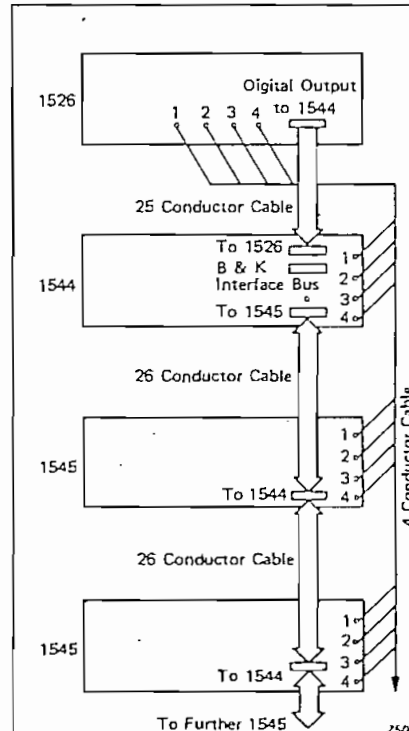 Digital Output
to 1544
1526
1 2 3 4
25 Conductor Cable
To 1526
B & K
Interface Bus
To 1545
1
2
3
4
1544
26 Conductor Cable
4 Conductor Cable
1
2
3
4
1545
To 1544
26 Conductor Cable
1
2
3
4
1545
To 1544
To Further 1545